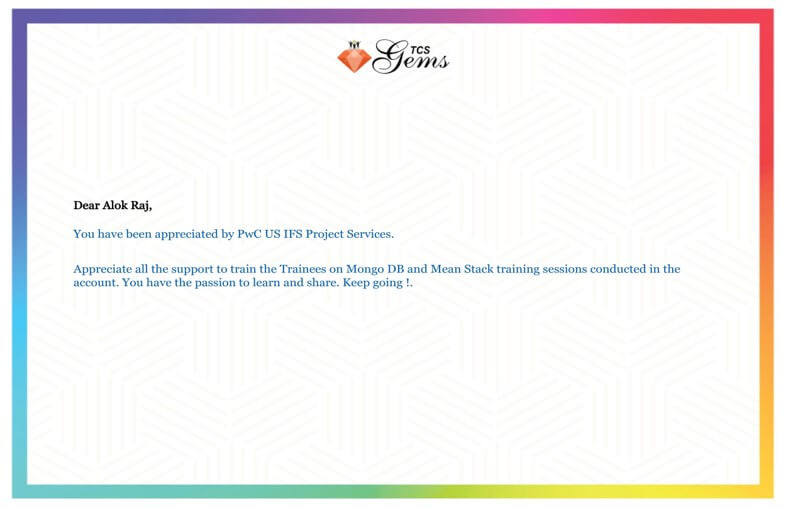 TCS
Gems
Dear Alok Raj,
You have been appreciated by PwC US IFS Project Services.
Appreciate all the support to train the Trainees on Mongo DB and Mean Stack training sessions conducted in the
account. You have the passion to learn and share. Keep going !.